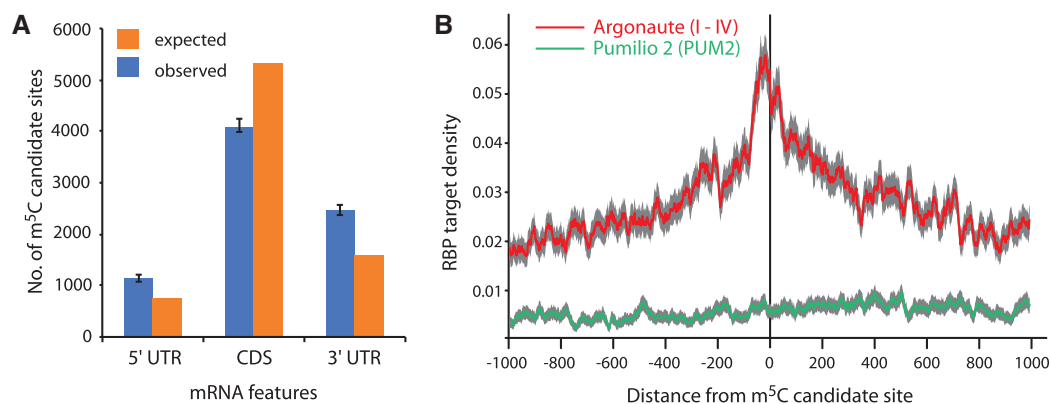 A
No. of m⁵C candidate sites
6000
5000
4000
3000
2000
1000
0
expected
observed
5' UTR
CDS
3' UTR
mRNA features
B
RBP target density
0.06
0.05
0.04
0.03
0.02
0.01
Argonaute (I - IV)
Pumilio 2 (PUM2)
-1000
-800
-600
-400
-200
0
200
400
600
800
1000
Distance from m⁵C candidate site